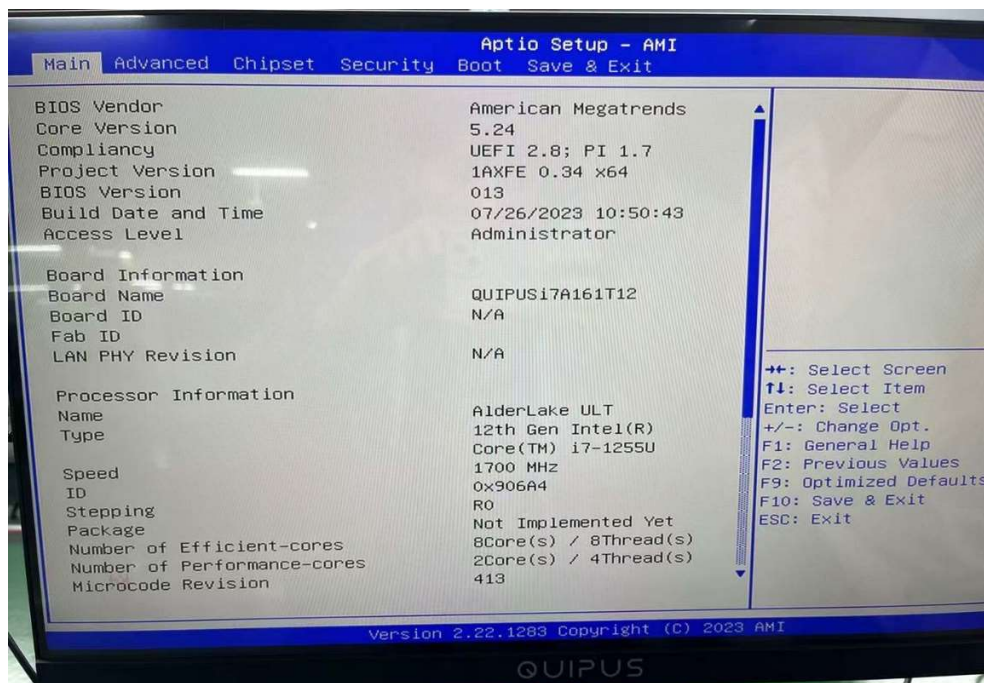 Aptio Setup - AMI
Main Advanced Chipset Security Boot Save & Exit
BIOS Vendor American Megatrends
Core Version 5.24
Compliancy UEFI 2.8; PI 1.7
Project Version 1AXFE 0.34 x64
BIOS Version 013
Build Date and Time 07/26/2023 10:50:43
Access Level Administrator
Board Information
Board Name QUIPUSi7A161T12
Board ID N/A
Fab ID
LAN PHY Revision N/A
Processor Information
Name AlderLake ULT
Type 12th Gen Intel(R)
Core(TM) i7-1255U
Speed 1700 MHz
ID 0x906A4
Stepping R0
Package Not Implemented Yet
Number of Efficient-cores 8Core(s) / 8Thread(s)
Number of Performance-cores 2Core(s) / 4Thread(s)
Microcode Revision 413
→←: Select Screen
↑↓: Select Item
Enter: Select
+/-: Change Opt.
F1: General Help
F2: Previous Values
F9: Optimized Defaults
F10: Save & Exit
ESC: Exit
Version 2.22.1283 Copyright (C) 2023 AMI
QUIPUS